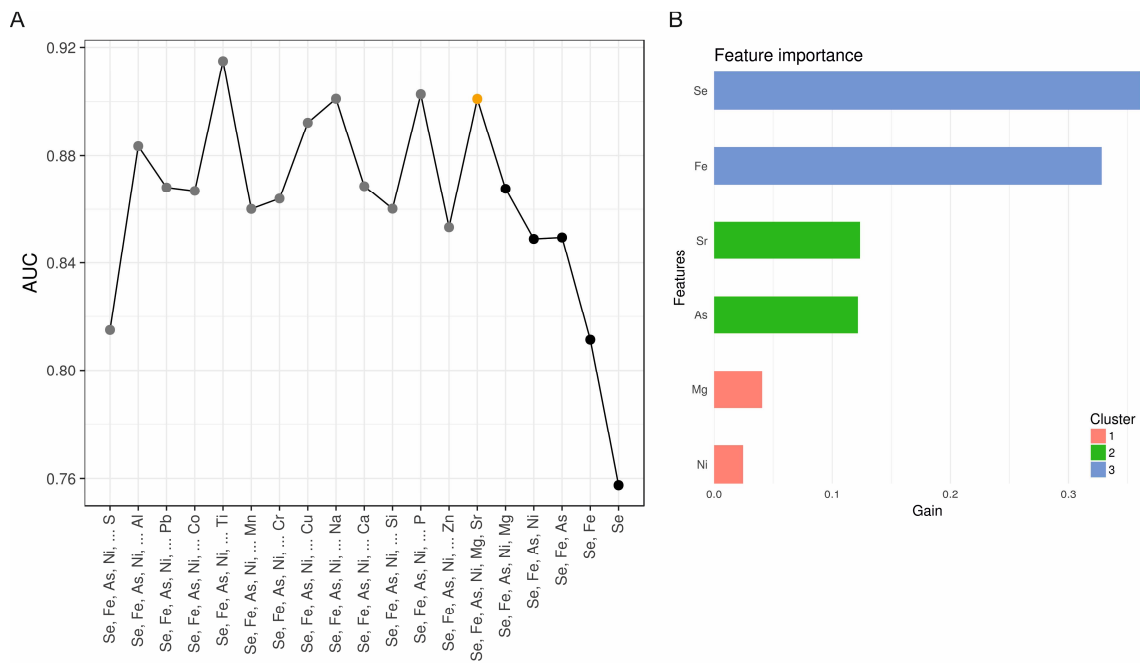 A
AUC
0.92
0.88
0.84
0.80
0.76
Se, Fe, As, Ni, ... S
Se, Fe, As, Ni, ... Al
Se, Fe, As, Ni, ... Pb
Se, Fe, As, Ni, ... Co
Se, Fe, As, Ni, ... Ti
Se, Fe, As, Ni, ... Mn
Se, Fe, As, Ni, ... Cr
Se, Fe, As, Ni, ... Cu
Se, Fe, As, Ni, ... Na
Se, Fe, As, Ni, ... Ca
Se, Fe, As, Ni, ... Si
Se, Fe, As, Ni, ... P
Se, Fe, As, Ni, ... Zn
Se, Fe, As, Ni, Mg, Sr
Se, Fe, As, Ni, Mg
Se, Fe, As, Ni
Se, Fe, As
Se, Fe
Se
B
Feature importance
Features
Se
Fe
Sr
As
Mg
Ni
0.0
0.1
0.2
0.3
Gain
Cluster
1
2
3